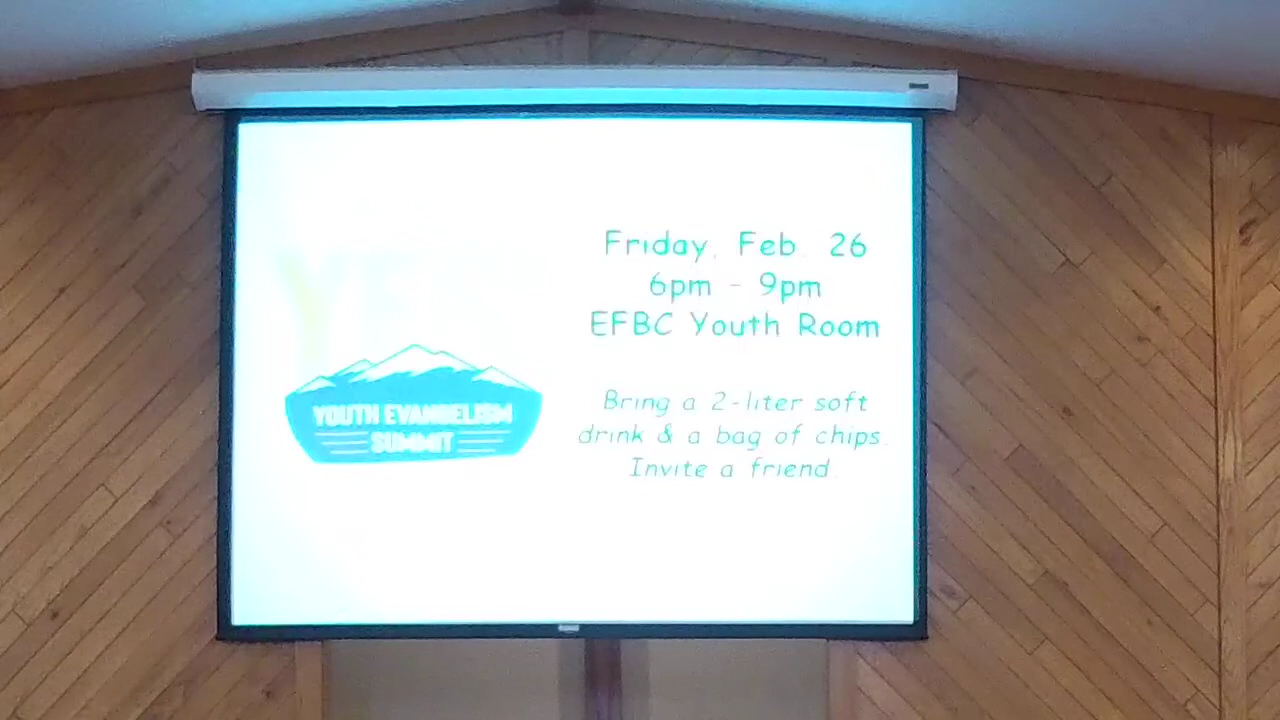 YOUTH EVANGELISM
SUMMIT
Friday, Feb. 26
6pm - 9pm
EFBC Youth Room
Bring a 2-liter soft
drink & a bag of chips.
Invite a friend.